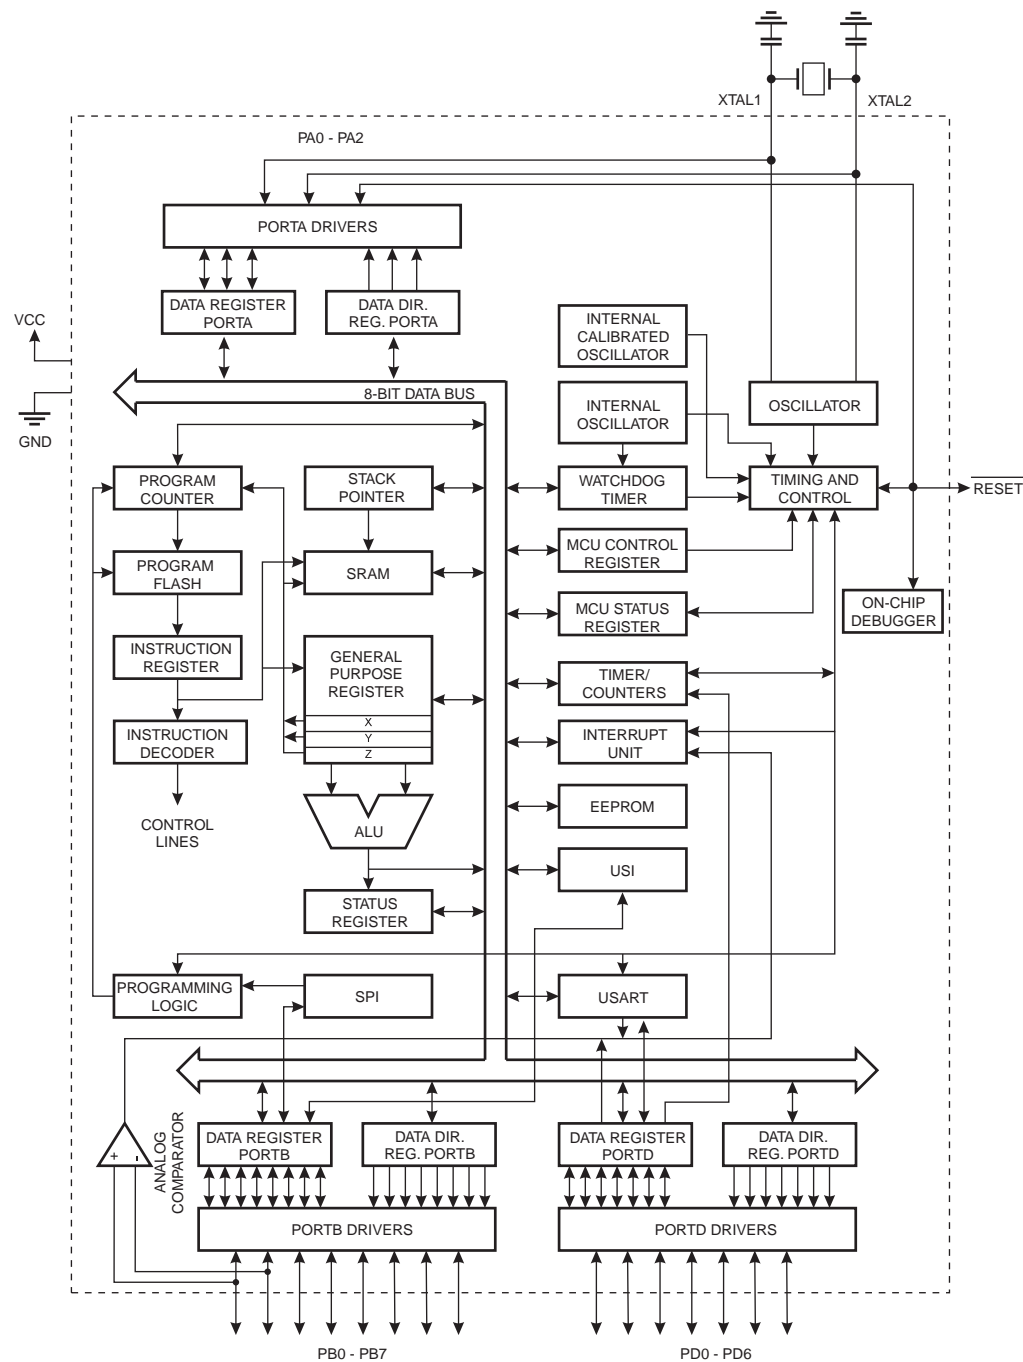 XTAL1
XTAL2
PA0 - PA2
PORTA DRIVERS
DATA REGISTER
PORTA
DATA DIR.
REG. PORTA
VCC
GND
8-BIT DATA BUS
INTERNAL
CALIBRATED
OSCILLATOR
INTERNAL
OSCILLATOR
OSCILLATOR
PROGRAM
COUNTER
STACK
POINTER
WATCHDOG
TIMER
TIMING AND
CONTROL
RESET
PROGRAM
FLASH
SRAM
MCU CONTROL
REGISTER
MCU STATUS
REGISTER
ON-CHIP
DEBUGGER
INSTRUCTION
REGISTER
GENERAL
PURPOSE
REGISTER
X
Y
Z
TIMER/
COUNTERS
INSTRUCTION
DECODER
INTERRUPT
UNIT
CONTROL
LINES
ALU
EEPROM
USI
STATUS
REGISTER
PROGRAMMING
LOGIC
SPI
USART
+
-
ANALOG
COMPARATOR
DATA REGISTER
PORTB
DATA DIR.
REG. PORTB
DATA REGISTER
PORTD
DATA DIR.
REG. PORTD
PORTB DRIVERS
PORTD DRIVERS
PB0 - PB7
PD0 - PD6